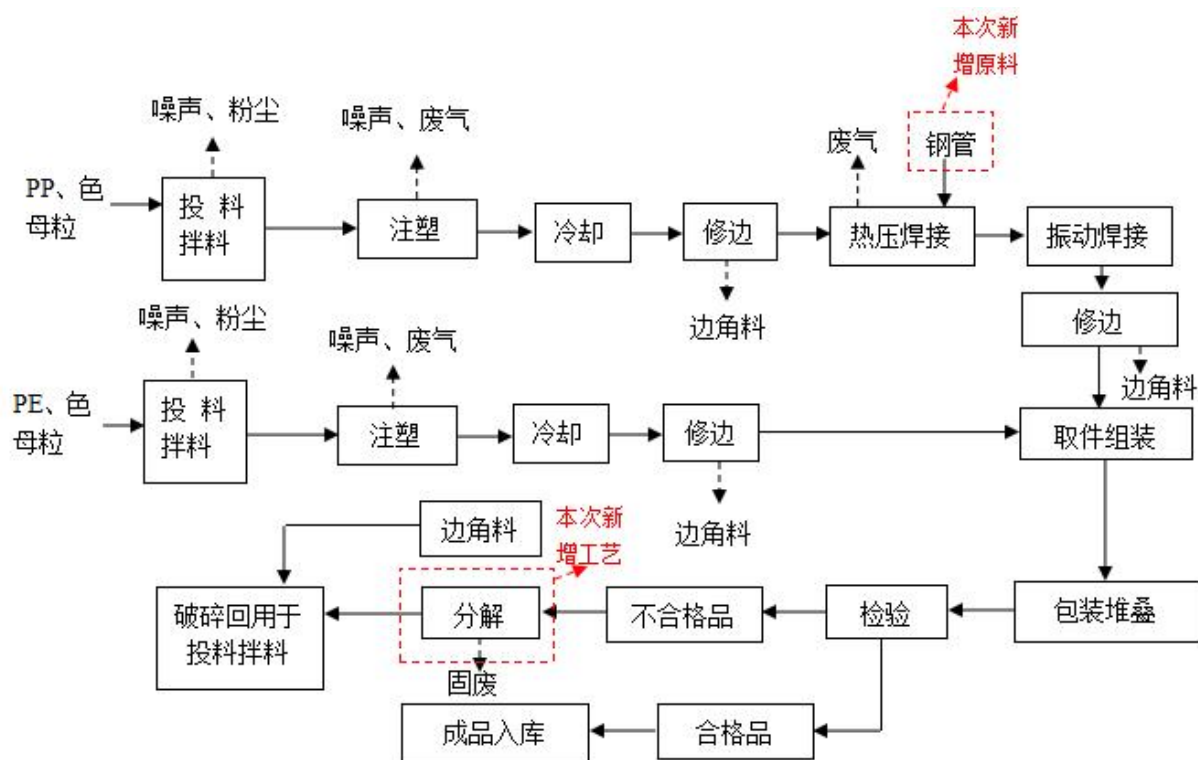 本次新
增原料
噪声、粉尘
噪声、废气
废气
钢管
PP、色
母粒
投 料
拌料
注塑
冷却
修边
热压焊接
振动焊接
边角料
修边
边角料
噪声、粉尘
噪声、废气
PE、色
母粒
投 料
拌料
注塑
冷却
修边
取件组装
边角料
边角料
本次新
增工艺
破碎回用于
投料拌料
分解
不合格品
检验
包装堆叠
固废
成品入库
合格品